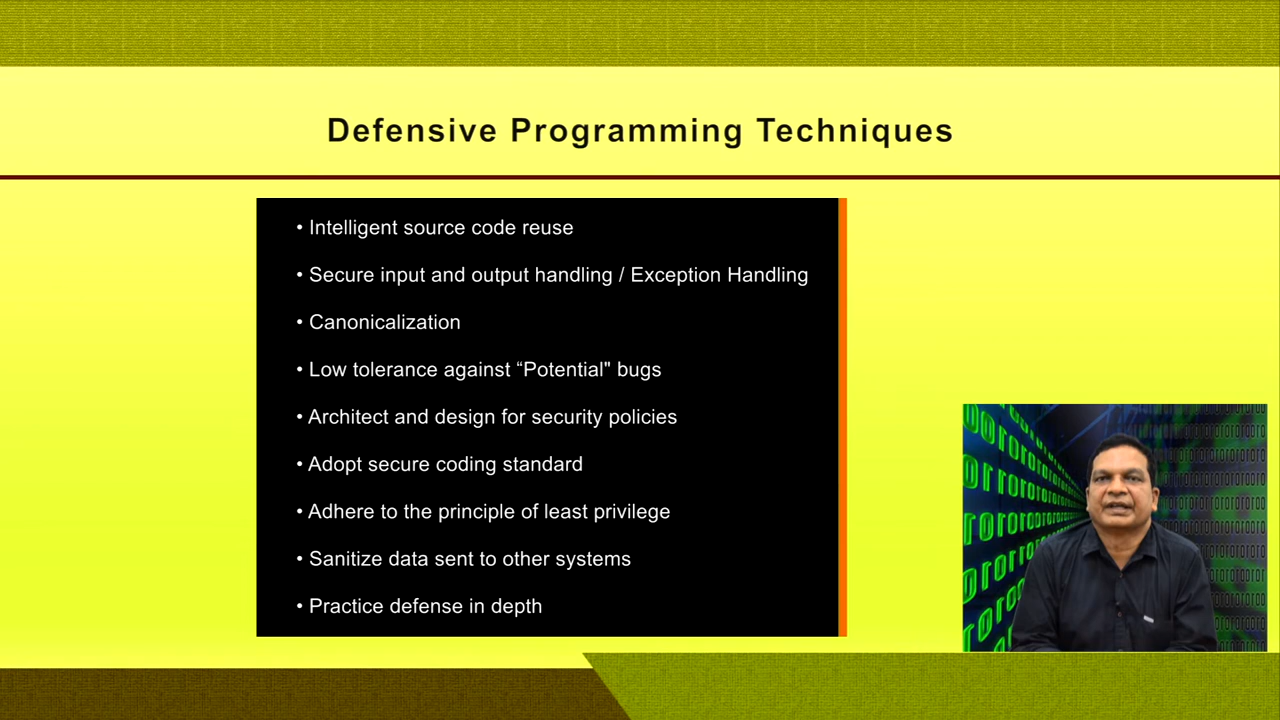 Defensive Programming Techniques
• Intelligent source code reuse
• Secure input and output handling / Exception Handling
• Canonicalization
• Low tolerance against “Potential" bugs
• Architect and design for security policies
• Adopt secure coding standard
• Adhere to the principle of least privilege
• Sanitize data sent to other systems
• Practice defense in depth